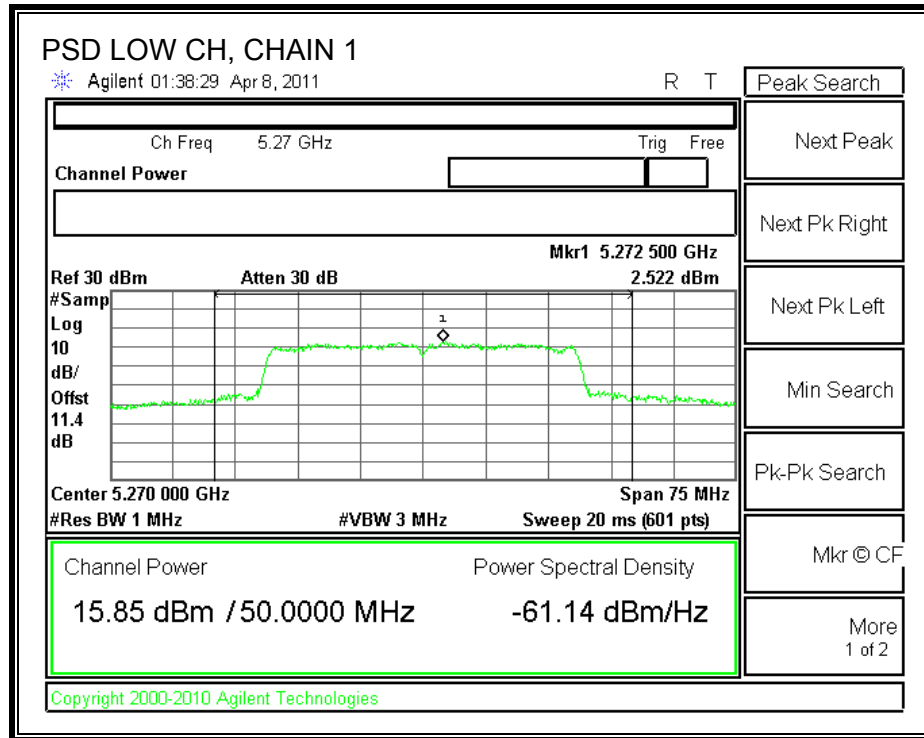 PSD LOW CH, CHAIN 1
Agilent 01:38:29 Apr 8, 2011 R T
Peak Search
Ch Freq 5.27 GHz Trig Free
Channel Power
Mkr1 5.272 500 GHz
Ref 30 dBm Atten 30 dB 2.522 dBm
#Samp
Log
10
dB/
Offst
11.4
dB
1
Center 5.270 000 GHz Span 75 MHz
#Res BW 1 MHz #VBW 3 MHz Sweep 20 ms (601 pts)
Channel Power Power Spectral Density
15.85 dBm / 50.0000 MHz -61.14 dBm/Hz
Next Peak
Next Pk Right
Next Pk Left
Min Search
Pk-Pk Search
Mkr © CF
More
1 of 2
Copyright 2000-2010 Agilent Technologies